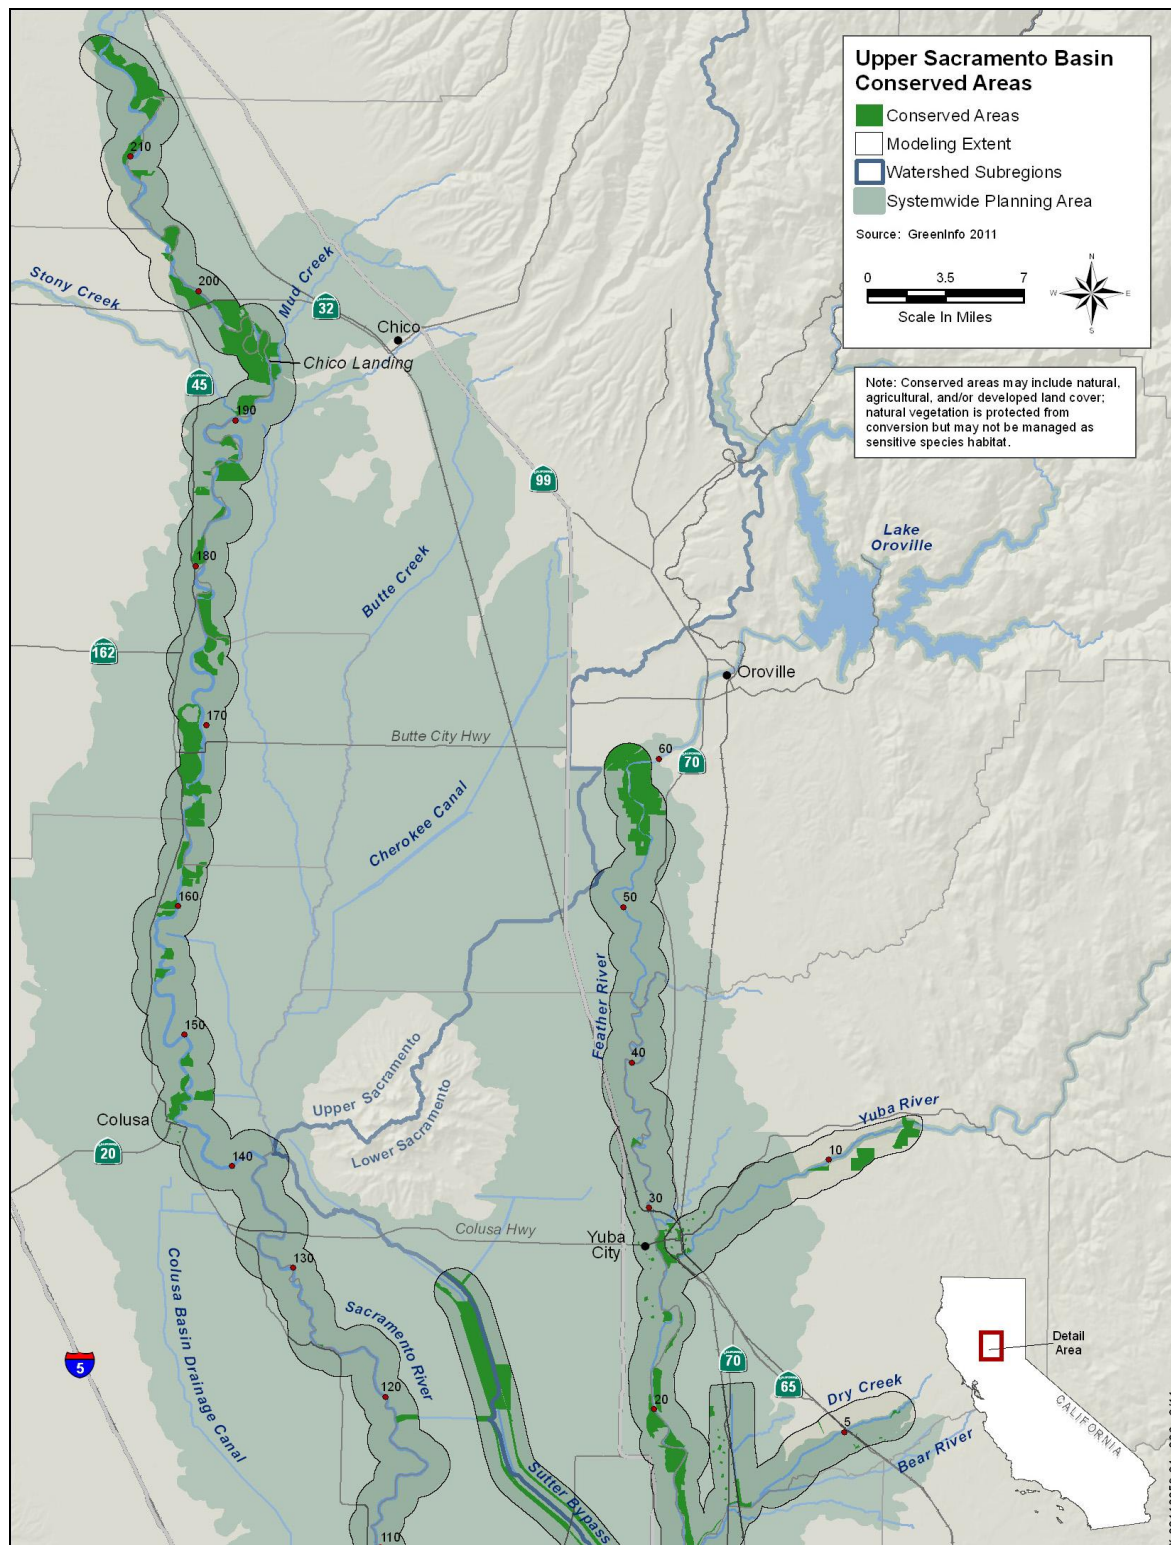 Upper Sacramento Basin
Conserved Areas
Conserved Areas
Modeling Extent
Watershed Subregions
Systemwide Planning Area
Source: GreenInfo 2011
0 3.5 7
Scale In Miles
N
W E
S
Note: Conserved areas may include natural,
agricultural, and/or developed land cover;
natural vegetation is protected from
conversion but may not be managed as
sensitive species habitat.
210
Stony Creek
200
Mud Creek
CALIFORNIA
32
Chico
Chico Landing
45
190
99
Lake
Oroville
180
Butte Creek
162
Oroville
170
Butte City Hwy
60
70
Cherokee Canal
160
50
Feather River
150
40
Upper Sacramento
Lower Sacramento
Colusa
20
140
Yuba River
10
30
Colusa Hwy
Yuba
City
130
Colusa Basin Drainage Canal
Sacramento River
5
120
Sutter Bypass
20
70
65
Dry Creek
5
Bear River
110
Detail
Area
CALIFORNIA